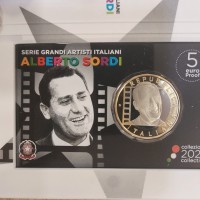 SERIE GRANDI ARTISTI ITALIANI
ALBERTO SORDI
5
euro
Proof
REPUBBLICA
ITALIANA
collezione
202